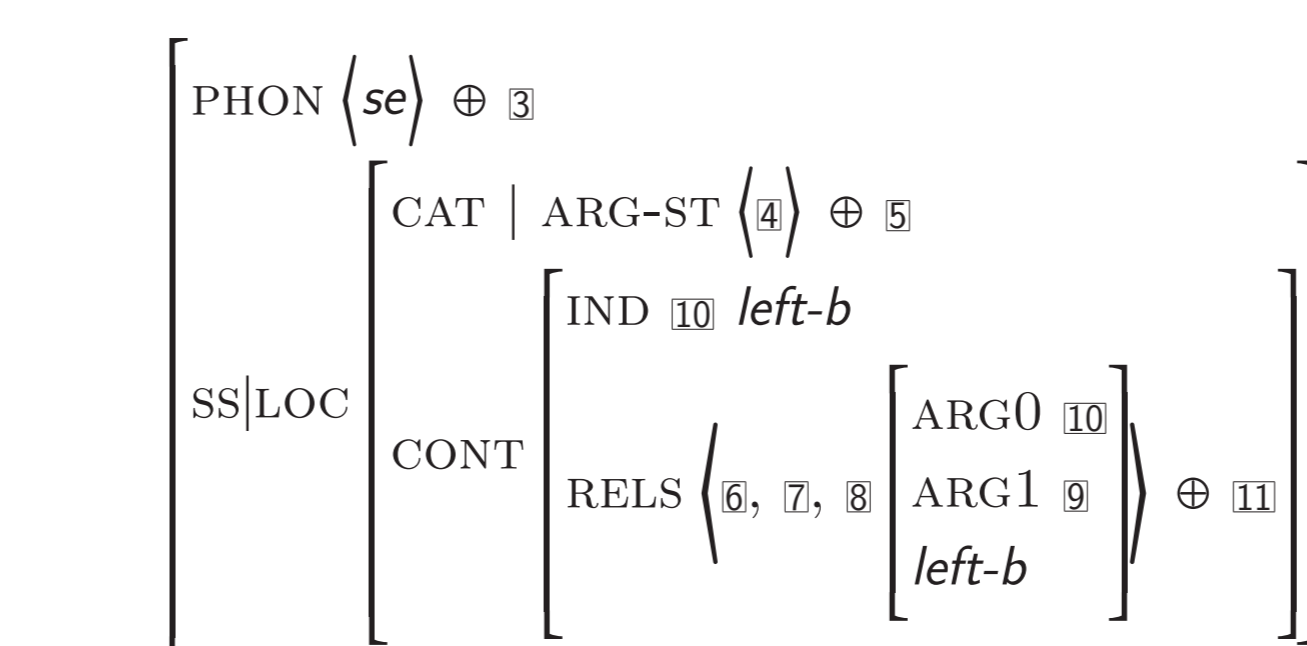 PHON ⟨se⟩ ⊕ 3
CAT | ARG-ST ⟨4⟩ ⊕ 5
IND 10 left-b
SS|LOC
CONT
ARG0 10
RELS ⟨6, 7, 8 ARG1 9⟩ ⊕ 11
left-b